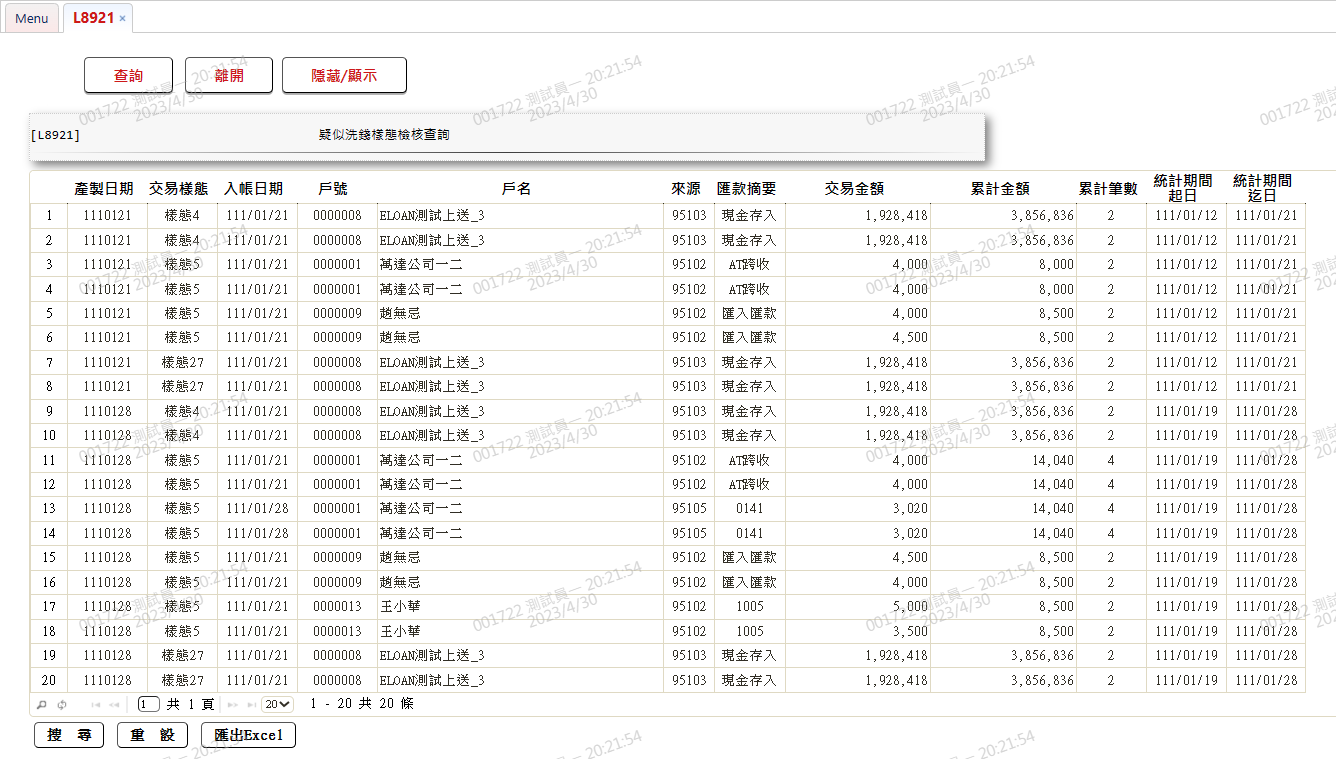 Menu L8921 ×
查詢 離開 隱藏/顯示
[L8921] 疑似洗錢樣態檢核查詢
產製日期 交易樣態 入帳日期 戶號 戶名 來源 匯款摘要 交易金額 累計金額 累計筆數 統計期間起日 統計期間迄日
1 1110121 樣態4 111/01/21 0000008 ELOAN測試上送_3 95103 現金存入 1,928,418 3,856,836 2 111/01/12 111/01/21
2 1110121 樣態4 111/01/21 0000008 ELOAN測試上送_3 95103 現金存入 1,928,418 3,856,836 2 111/01/12 111/01/21
3 1110121 樣態5 111/01/21 0000001 萬達公司一二 95102 AT跨收 4,000 8,000 2 111/01/12 111/01/21
4 1110121 樣態5 111/01/21 0000001 萬達公司一二 95102 AT跨收 4,000 8,000 2 111/01/12 111/01/21
5 1110121 樣態5 111/01/21 0000009 趙無忌 95102 匯入匯款 4,000 8,500 2 111/01/12 111/01/21
6 1110121 樣態5 111/01/21 0000009 趙無忌 95102 匯入匯款 4,500 8,500 2 111/01/12 111/01/21
7 1110121 樣態27 111/01/21 0000008 ELOAN測試上送_3 95103 現金存入 1,928,418 3,856,836 2 111/01/12 111/01/21
8 1110121 樣態27 111/01/21 0000008 ELOAN測試上送_3 95103 現金存入 1,928,418 3,856,836 2 111/01/12 111/01/21
9 1110128 樣態4 111/01/21 0000008 ELOAN測試上送_3 95103 現金存入 1,928,418 3,856,836 2 111/01/19 111/01/28
10 1110128 樣態4 111/01/21 0000008 ELOAN測試上送_3 95103 現金存入 1,928,418 3,856,836 2 111/01/19 111/01/28
11 1110128 樣態5 111/01/21 0000001 萬達公司一二 95102 AT跨收 4,000 14,040 4 111/01/19 111/01/28
12 1110128 樣態5 111/01/21 0000001 萬達公司一二 95102 AT跨收 4,000 14,040 4 111/01/19 111/01/28
13 1110128 樣態5 111/01/28 0000001 萬達公司一二 95105 0141 3,020 14,040 4 111/01/19 111/01/28
14 1110128 樣態5 111/01/28 0000001 萬達公司一二 95105 0141 3,020 14,040 4 111/01/19 111/01/28
15 1110128 樣態5 111/01/21 0000009 趙無忌 95102 匯入匯款 4,500 8,500 2 111/01/19 111/01/28
16 1110128 樣態5 111/01/21 0000009 趙無忌 95102 匯入匯款 4,000 8,500 2 111/01/19 111/01/28
17 1110128 樣態5 111/01/21 0000013 王小華 95102 1005 5,000 8,500 2 111/01/19 111/01/28
18 1110128 樣態5 111/01/21 0000013 王小華 95102 1005 3,500 8,500 2 111/01/19 111/01/28
19 1110128 樣態27 111/01/21 0000008 ELOAN測試上送_3 95103 現金存入 1,928,418 3,856,836 2 111/01/19 111/01/28
20 1110128 樣態27 111/01/21 0000008 ELOAN測試上送_3 95103 現金存入 1,928,418 3,856,836 2 111/01/19 111/01/28
1 共 1 頁 20 1 - 20 共 20 條
搜 尋 重 設 匯出Excel
001722 測試員一 20:21:54
2023/4/30